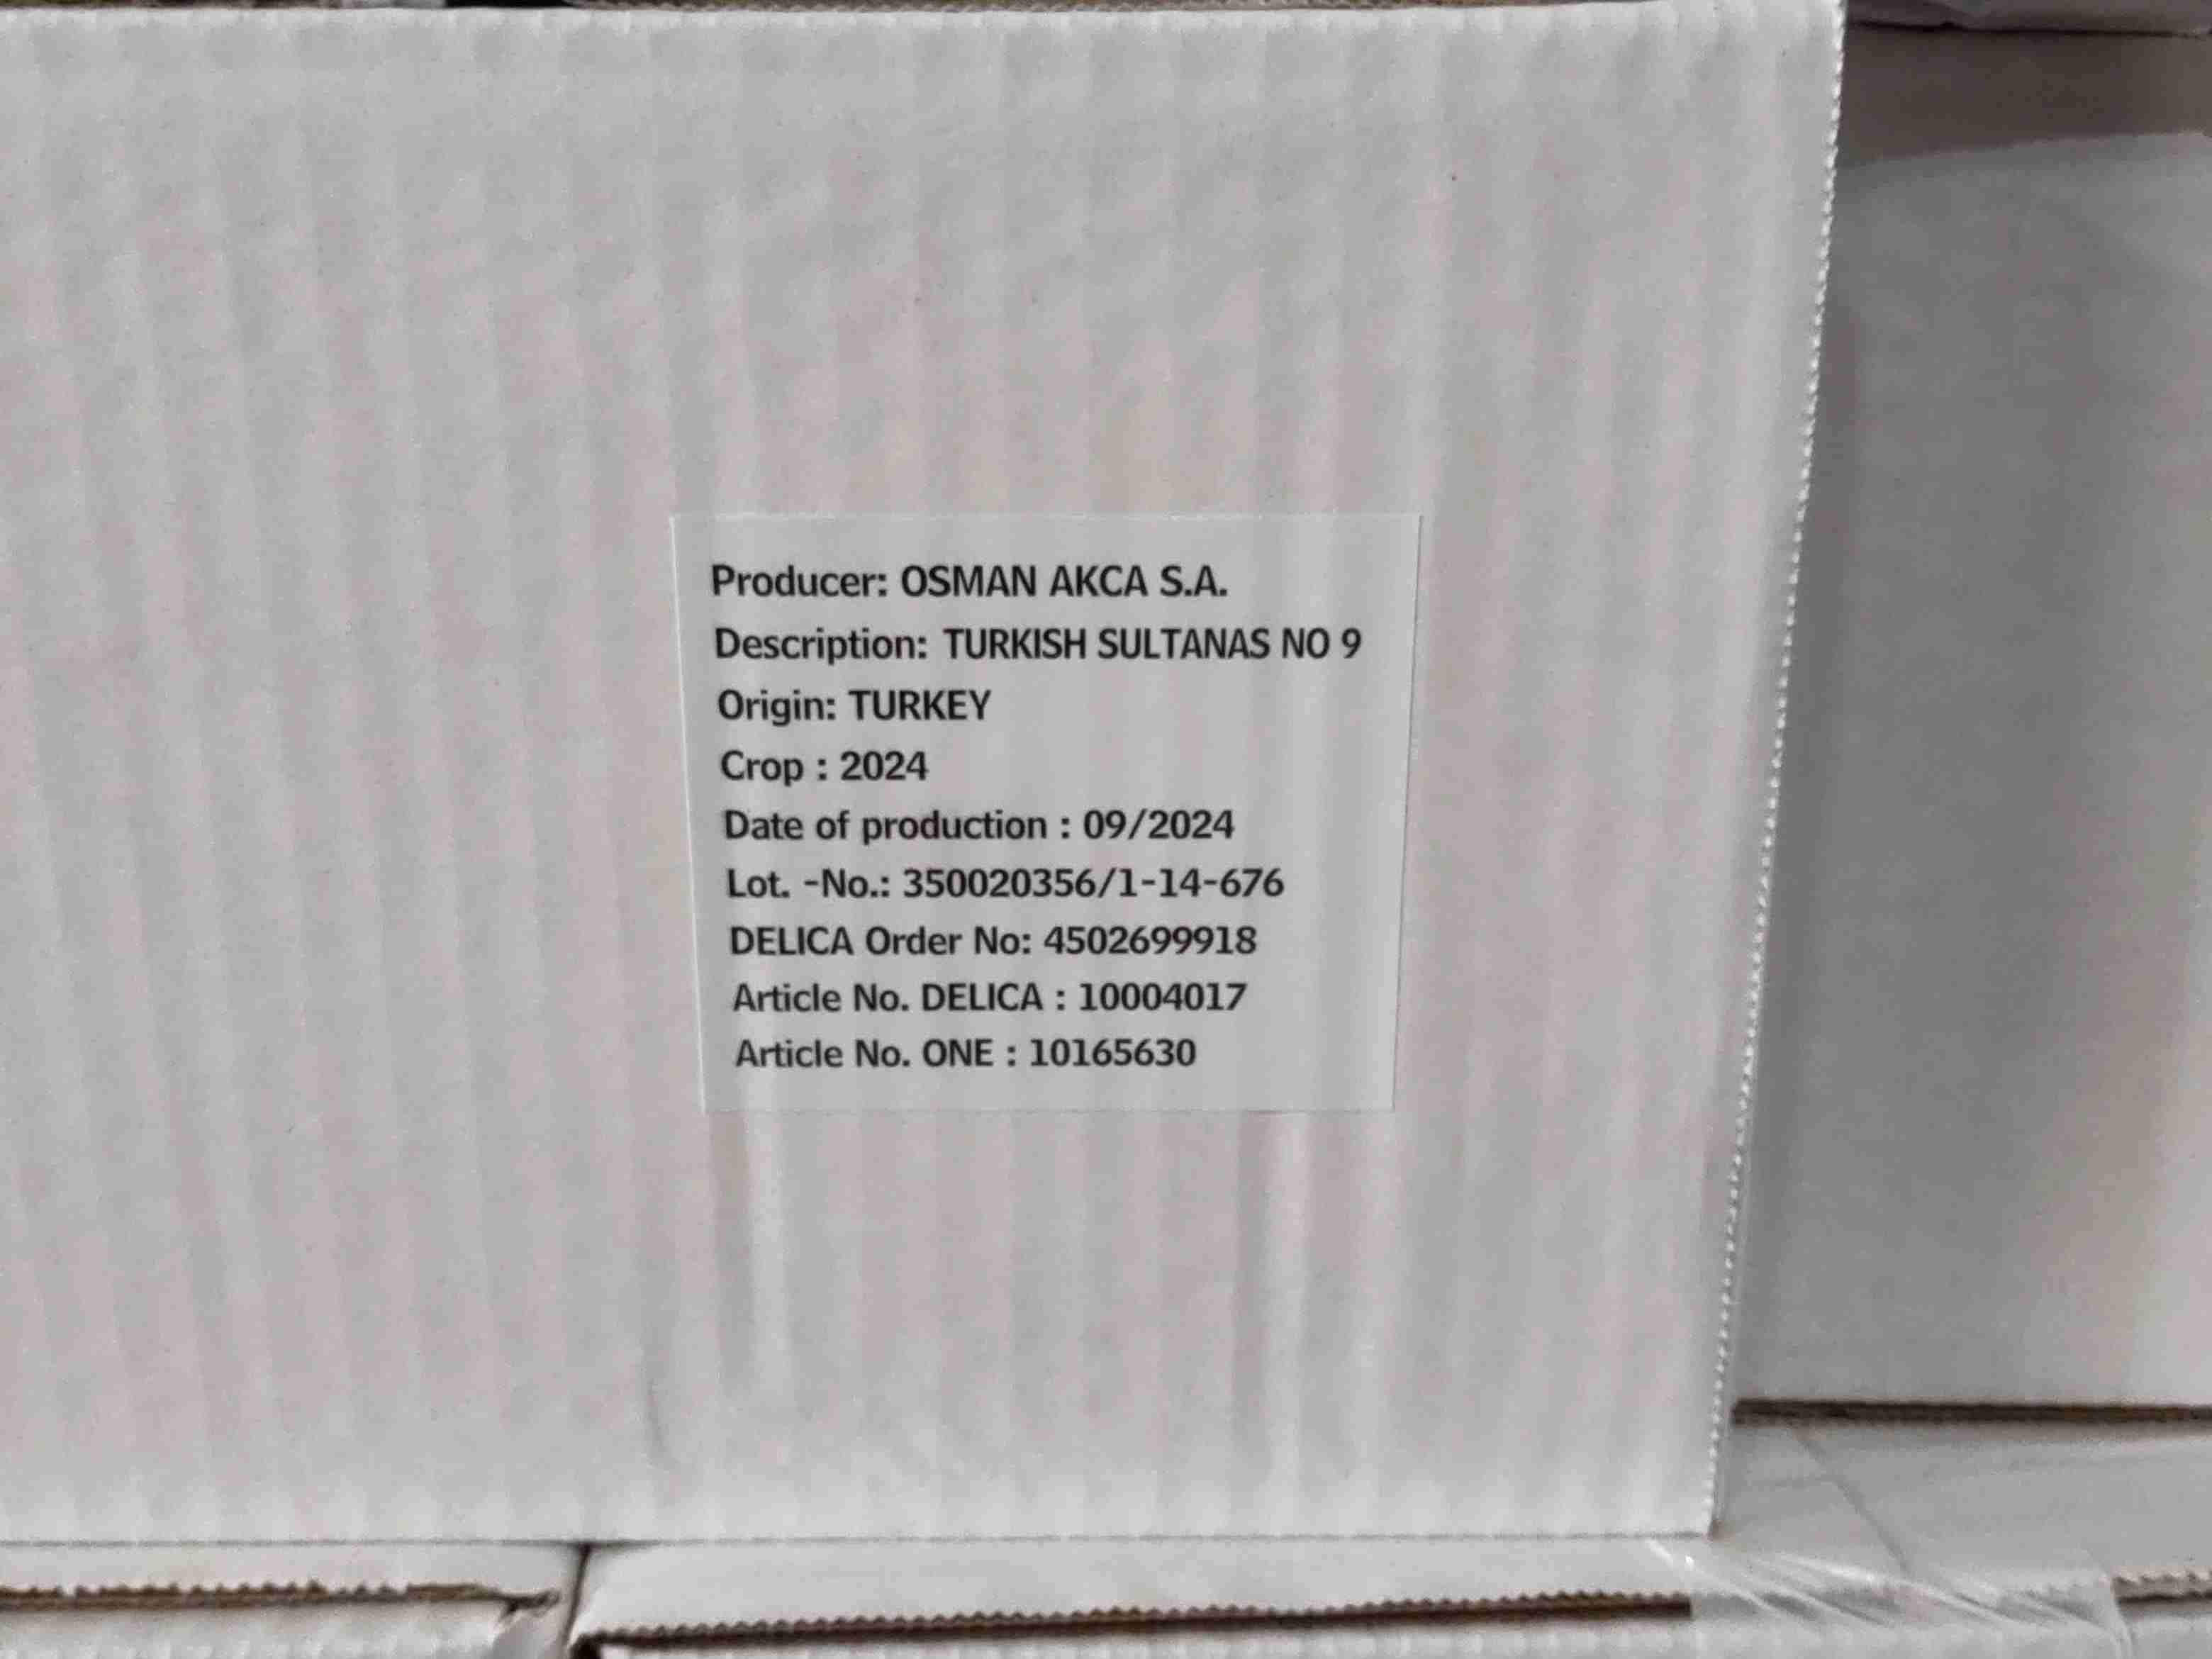 Producer: OSMAN AKCA S.A.
Description: TURKISH SULTANAS NO 9
Origin: TURKEY
Crop : 2024
Date of production : 09/2024
Lot. -No.: 350020356/1-14-676
DELICA Order No: 4502699918
Article No. DELICA : 10004017
Article No. ONE : 10165630